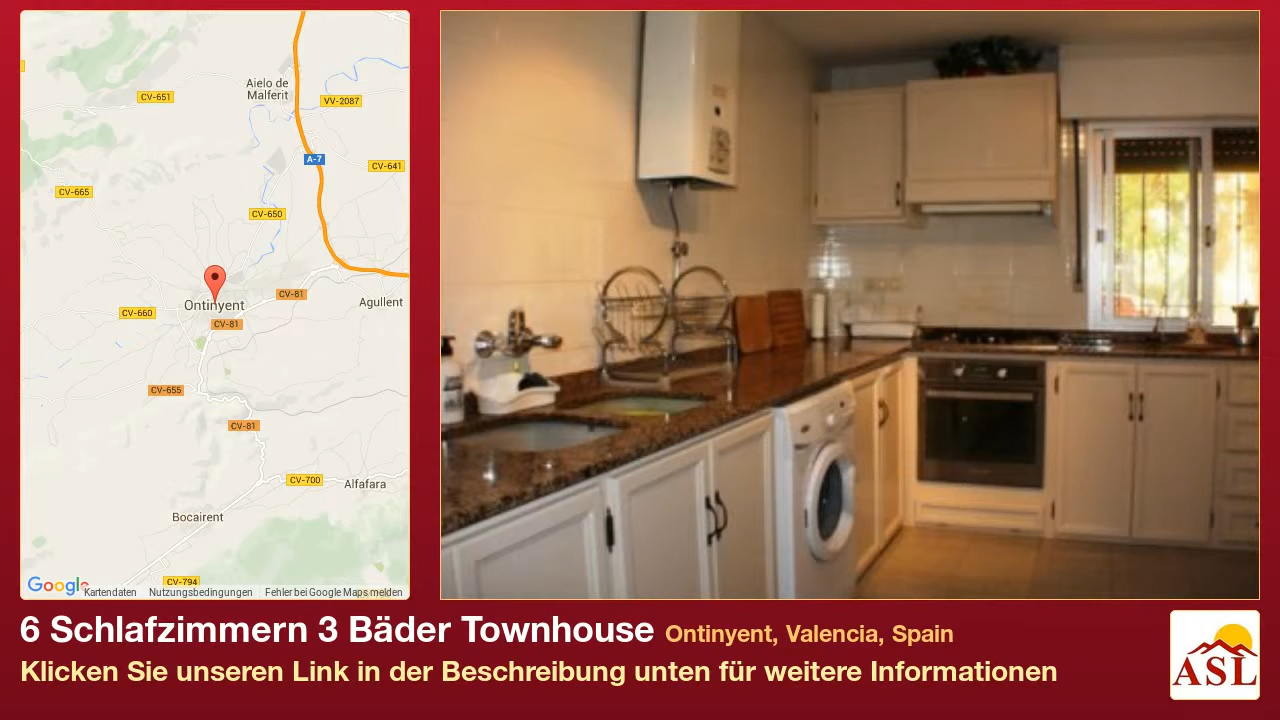 Aielo de
Malferit
CV-651
VV-2087
A-7
CV-641
CV-665
CV-650
CV-81
Agullent
Ontinyent
CV-660
CV-81
CV-655
CV-81
CV-700
Alfafara
Bocairent
CV-794
Google
Kartendaten Nutzungsbedingungen Fehler bei Google Maps melden
6 Schlafzimmern 3 Bäder Townhouse Ontinyent, Valencia, Spain
Klicken Sie unseren Link in der Beschreibung unten für weitere Informationen
ASL